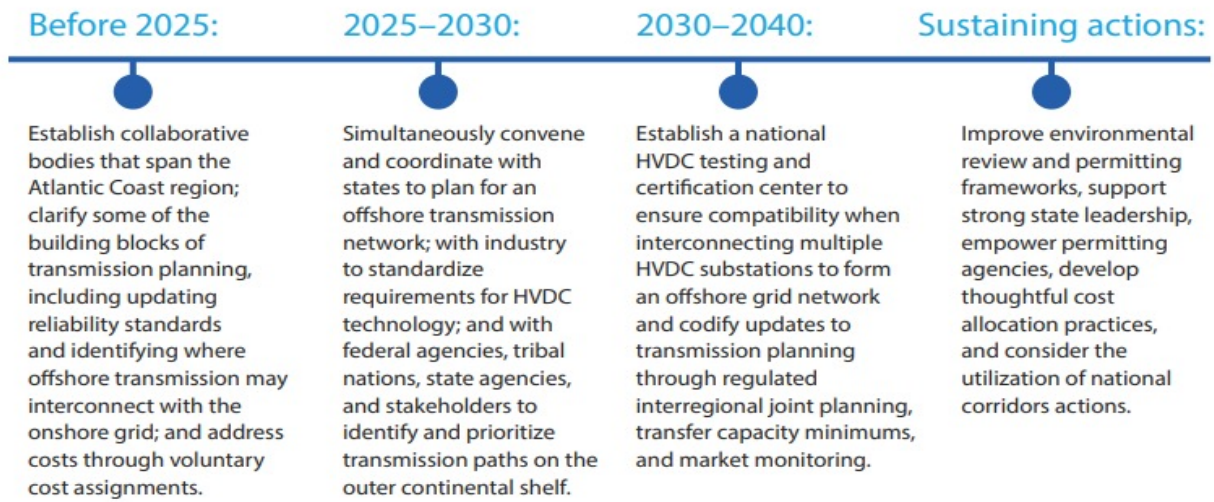 Before 2025:
Establish collaborative
bodies that span the
Atlantic Coast region;
clarify some of the
building blocks of
transmission planning,
including updating
reliability standards
and identifying where
offshore transmission may
interconnect with the
onshore grid; and address
costs through voluntary
cost assignments.
2025–2030:
Simultaneously convene
and coordinate with
states to plan for an
offshore transmission
network; with industry
to standardize
requirements for HVDC
technology; and with
federal agencies, tribal
nations, state agencies,
and stakeholders to
identify and prioritize
transmission paths on the
outer continental shelf.
2030–2040:
Establish a national
HVDC testing and
certification center to
ensure compatibility when
interconnecting multiple
HVDC substations to form
an offshore grid network
and codify updates to
transmission planning
through regulated
interregional joint planning,
transfer capacity minimums,
and market monitoring.
Sustaining actions:
Improve environmental
review and permitting
frameworks, support
strong state leadership,
empower permitting
agencies, develop
thoughtful cost
allocation practices,
and consider the
utilization of national
corridors actions.